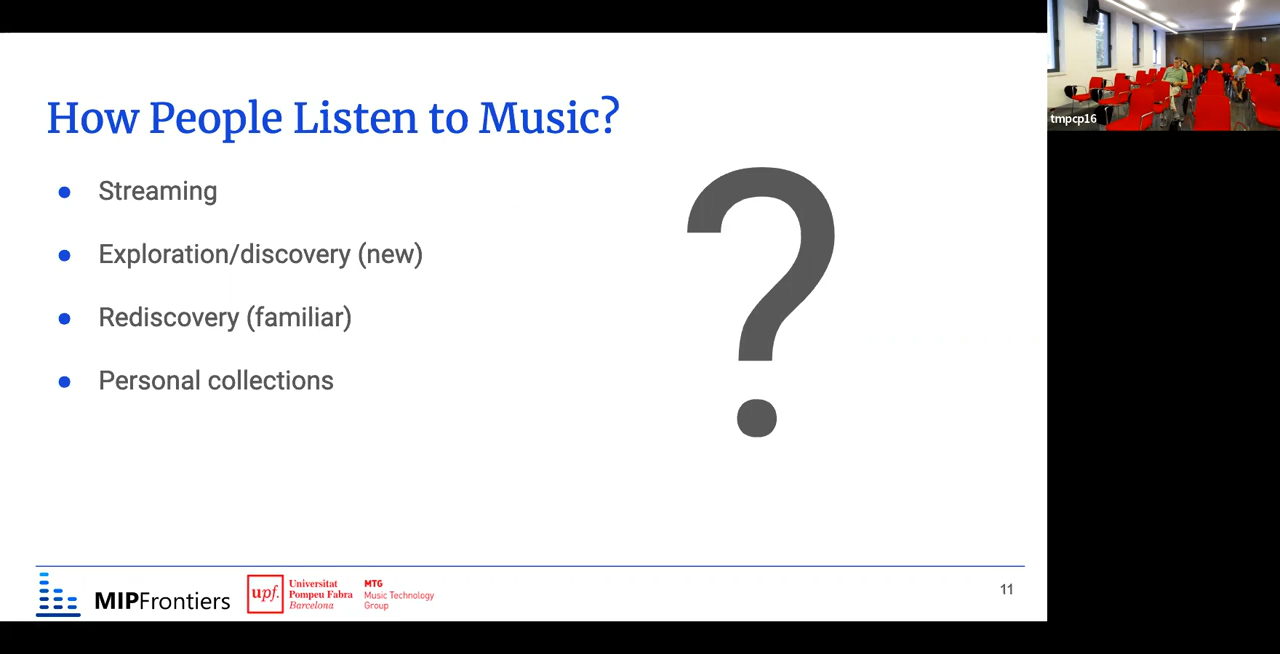 How People Listen to Music?
Streaming
Exploration/discovery (new)
Rediscovery (familiar)
Personal collections
?
MIPFrontiers
upf.
Universitat
Pompeu Fabra
Barcelona
MTG
Music Technology
Group
11
tmpcp16